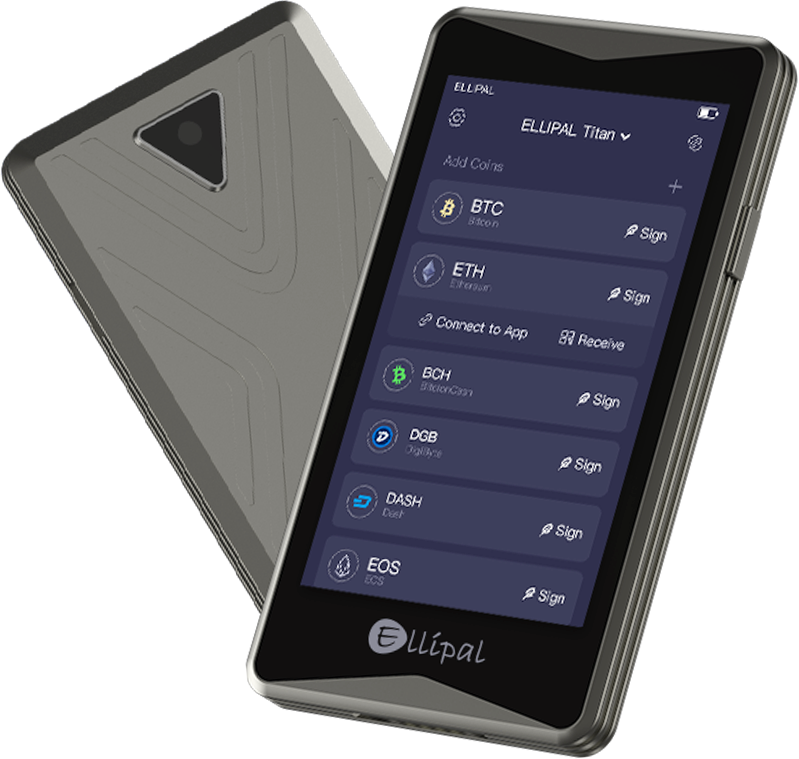 ELLIPAL
ELLIPAL Titan
Add Coins
BTC
Bitcoin
Sign
ETH
Ethereum
Sign
Connect to App
Receive
BCH
BitcoinCash
Sign
DGB
DigiByte
Sign
DASH
Dash
Sign
EOS
Sign
Ellipal